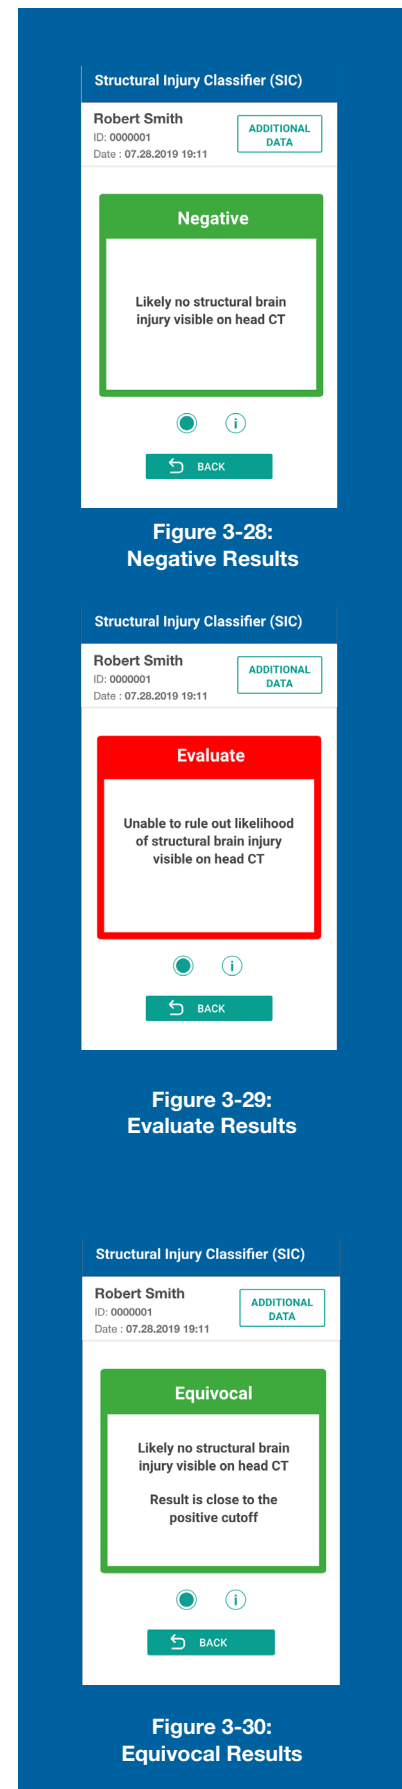 Structural Injury Classifier (SIC)
Robert Smith
ID: 0000001
Date : 07.28.2019 19:11
ADDITIONAL
DATA
Negative
Likely no structural brain
injury visible on head CT
i
BACK
Figure 3-28:
Negative Results
Structural Injury Classifier (SIC)
Robert Smith
ID: 0000001
Date : 07.28.2019 19:11
ADDITIONAL
DATA
Evaluate
Unable to rule out likelihood
of structural brain injury
visible on head CT
i
BACK
Figure 3-29:
Evaluate Results
Structural Injury Classifier (SIC)
Robert Smith
ID: 0000001
Date : 07.28.2019 19:11
ADDITIONAL
DATA
Equivocal
Likely no structural brain
injury visible on head CT
Result is close to the
positive cutoff
i
BACK
Figure 3-30:
Equivocal Results